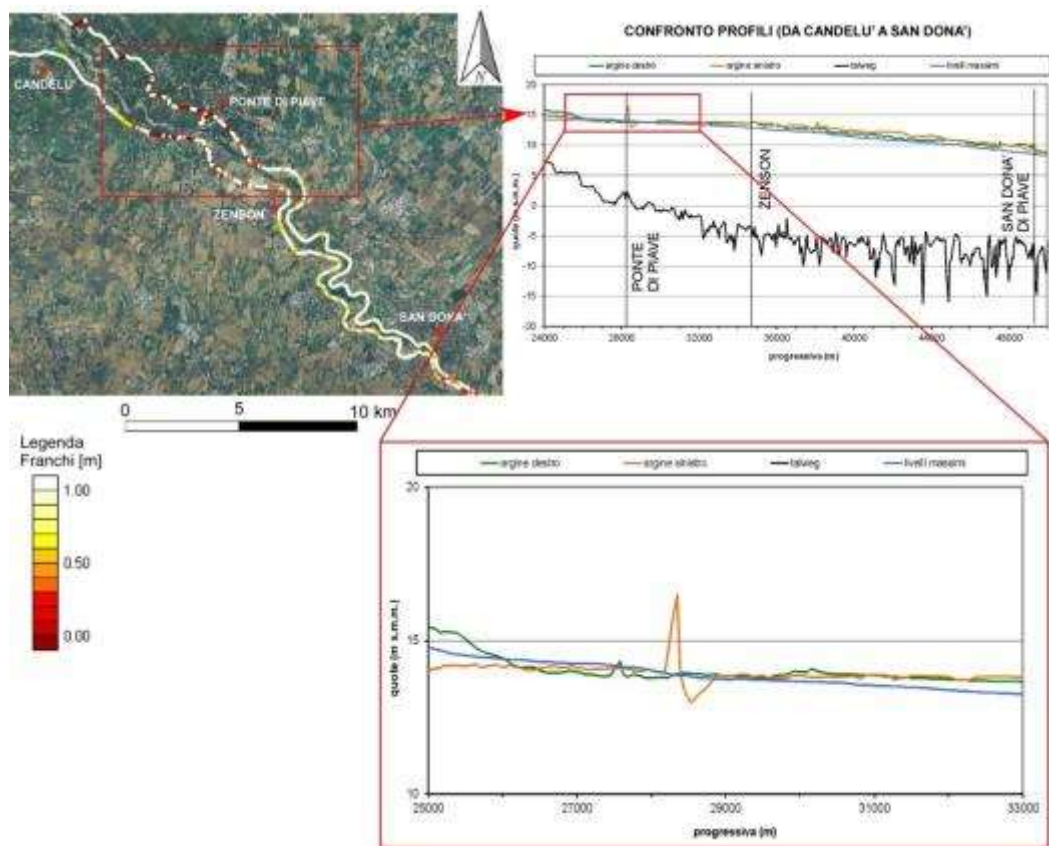 CANDELU'
PONTE DI PIAVE
ZENSON
SAN DONA'
N
0 5 10 km
Legenda
Franchi [m]
1.00
0.50
0.00
CONFRONTO PROFILI (DA CANDELU' A SAN DONA')
argine destro argine sinistro talweg livelli massimi
20
15
10
5
0
-5
-10
-15
-20
quote (m s.m.m.)
PONTE DI PIAVE
ZENSON
SAN DONA' DI PIAVE
24000 28000 32000 36000 40000 44000 48000
progressiva (m)
argine destro argine sinistro talweg livelli massimi
20
15
10
quote (m s.m.m.)
25000 27000 29000 31000 33000
progressiva (m)